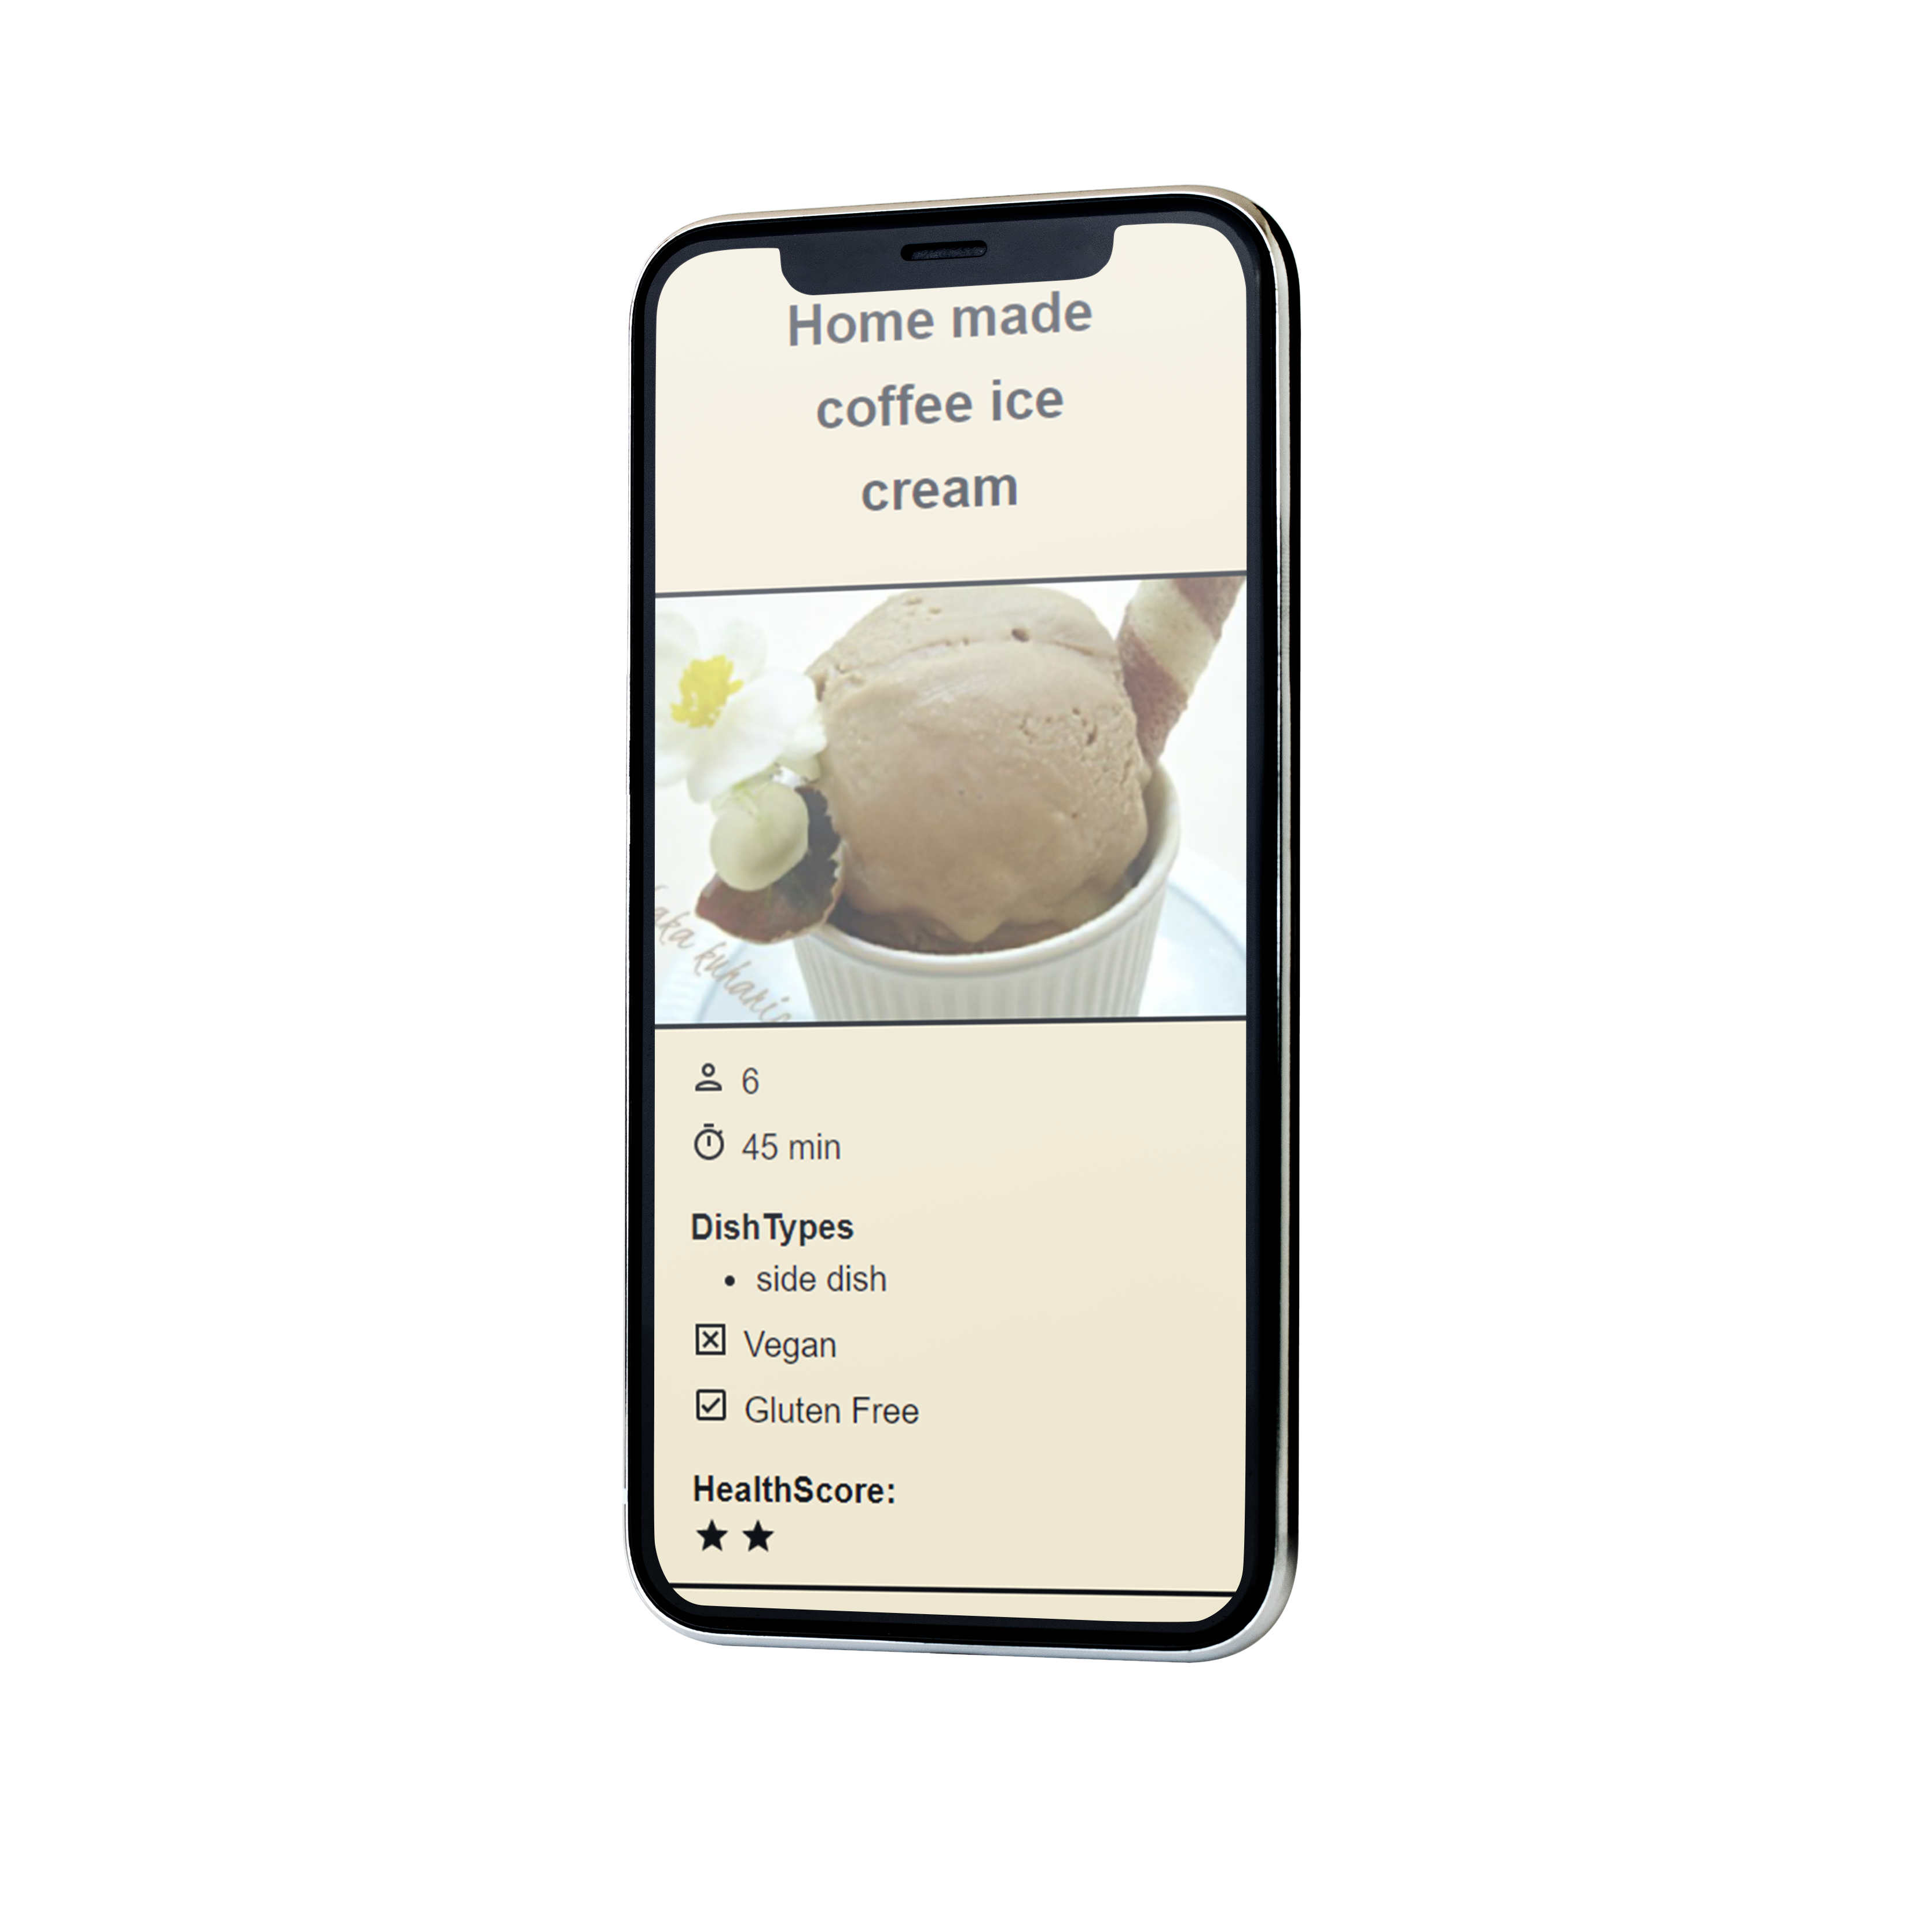 Home made
coffee ice
cream
6
45 min
DishTypes
• side dish
Vegan
Gluten Free
HealthScore: